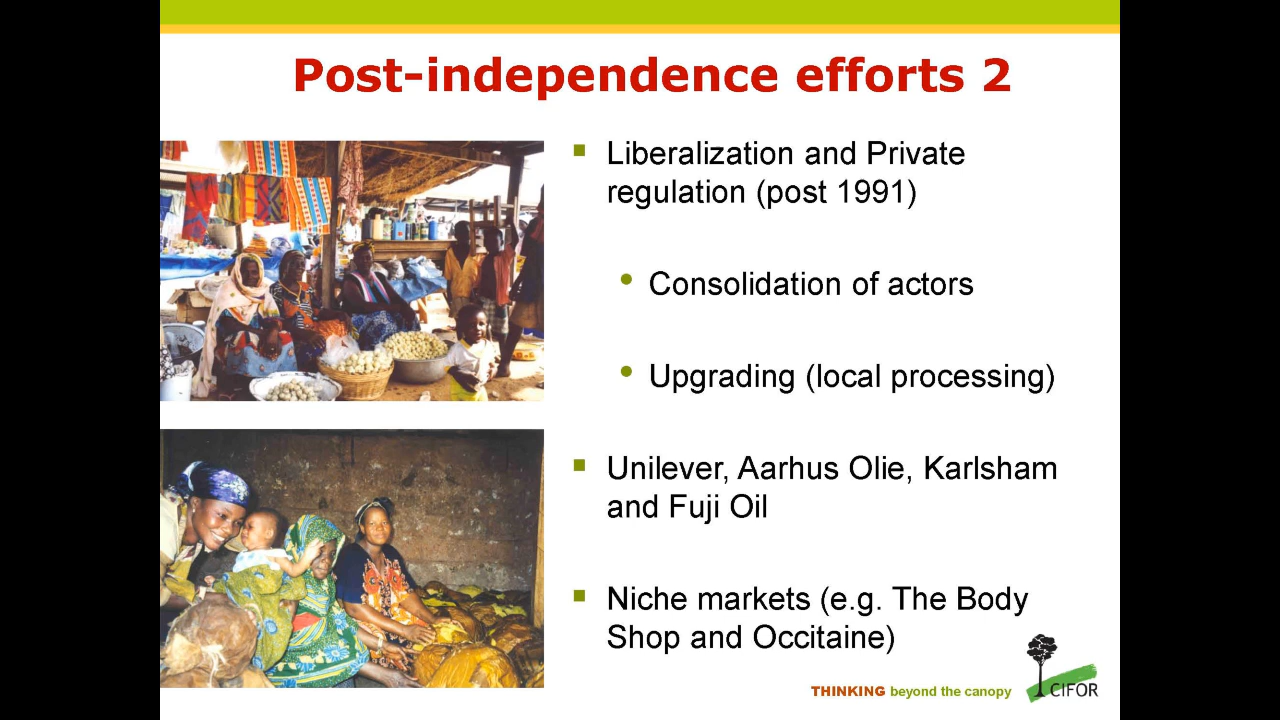 Post-independence efforts 2
Liberalization and Private
regulation (post 1991)
Consolidation of actors
Upgrading (local processing)
Unilever, Aarhus Olie, Karlsham
and Fuji Oil
Niche markets (e.g. The Body
Shop and Occitaine)
THINKING beyond the canopy
CIFOR